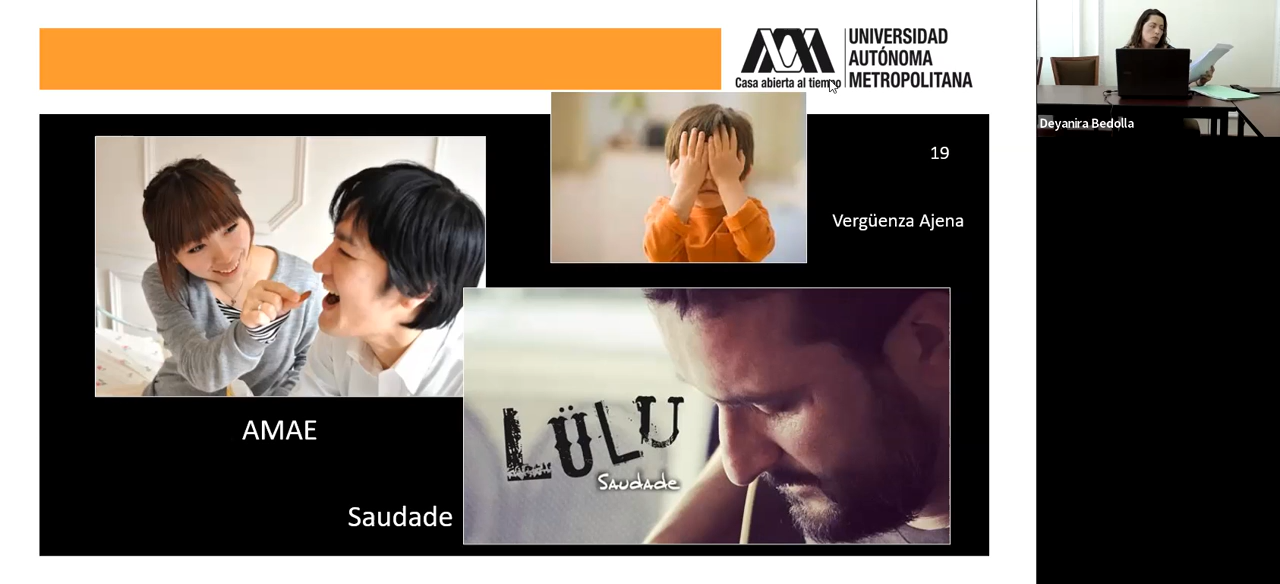 UNIVERSIDAD
AUTÓNOMA
METROPOLITANA
Casa abierta al tiempo
19
Vergüenza Ajena
AMAE
LÜLU
Saudade
Saudade
Deyanira Bedolla